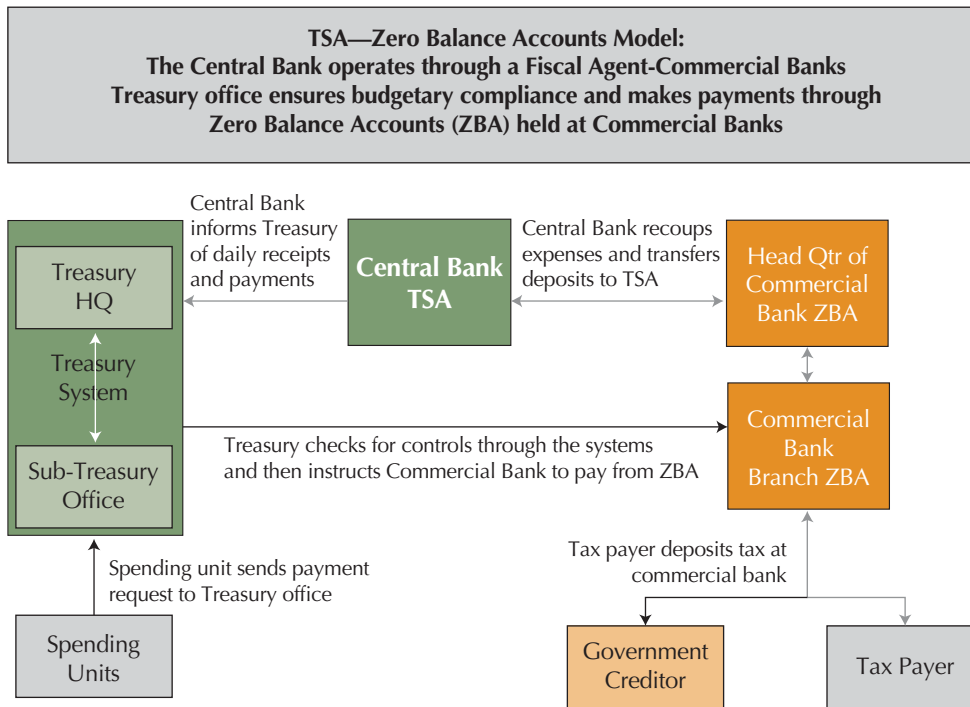 TSA—Zero Balance Accounts Model:
The Central Bank operates through a Fiscal Agent-Commercial Banks
Treasury office ensures budgetary compliance and makes payments through
Zero Balance Accounts (ZBA) held at Commercial Banks
Central Bank
informs Treasury
of daily receipts
and payments
Central Bank recoups
expenses and transfers
deposits to TSA
Treasury
HQ
Central Bank
TSA
Head Qtr of
Commercial
Bank ZBA
Treasury
System
Sub-Treasury
Office
Treasury checks for controls through the systems
and then instructs Commercial Bank to pay from ZBA
Commercial
Bank
Branch ZBA
Spending unit sends payment
request to Treasury office
Tax payer deposits tax at
commercial bank
Spending
Units
Government
Creditor
Tax Payer